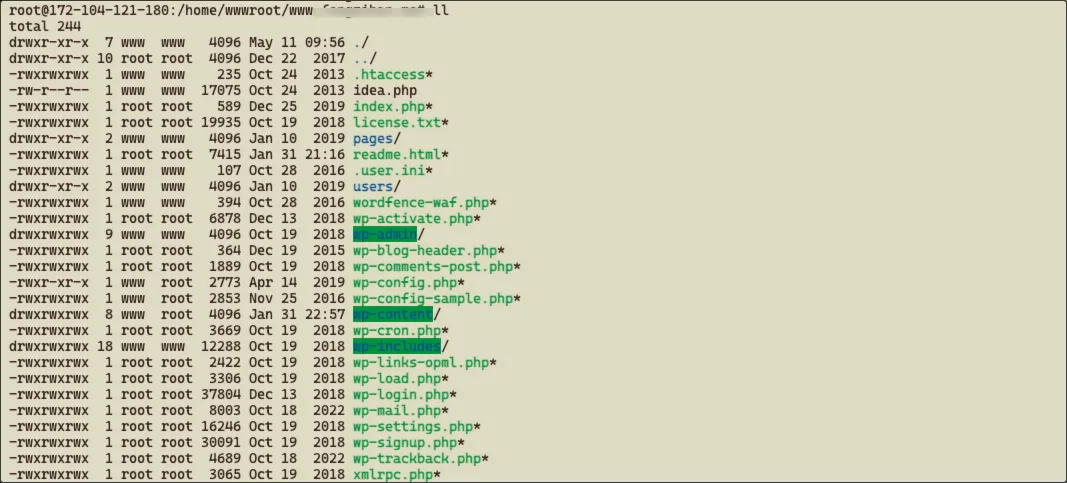 root@172-104-121-180:/home/wwwroot/www ll
total 244
drwxr-xr-x  7 www  www   4096 May 11 09:56 ./
drwxr-xr-x 10 root root  4096 Dec 22  2017 ../
-rwxrwxrwx  1 www  www    235 Oct 24  2013 .htaccess*
-rw-r--r--  1 www  www  17075 Oct 24  2013 idea.php
-rwxrwxrwx  1 root root   589 Dec 25  2019 index.php*
-rwxrwxrwx  1 root root 19935 Oct 19  2018 license.txt*
drwxr-xr-x  2 www  www   4096 Jan 10  2019 pages/
-rwxrwxrwx  1 root root  7415 Jan 31 21:16 readme.html*
-rwxrwxrwx  1 www  www    107 Oct 28  2016 .user.ini*
drwxr-xr-x  2 www  www   4096 Jan 10  2019 users/
-rwxrwxrwx  1 www  www    394 Oct 28  2016 wordfence-waf.php*
-rwxrwxrwx  1 root root  6878 Dec 13  2018 wp-activate.php*
drwxrwxrwx  9 www  www   4096 Oct 19  2018 wp-admin/
-rwxrwxrwx  1 www  root   364 Dec 19  2015 wp-blog-header.php*
-rwxrwxrwx  1 root root  1889 Oct 19  2018 wp-comments-post.php*
-rwxr-xr-x  1 www  root  2773 Apr 14  2019 wp-config.php*
-rwxrwxrwx  1 www  root  2853 Nov 25  2016 wp-config-sample.php*
drwxrwxrwx  8 www  root  4096 Jan 31 22:57 wp-content/
-rwxrwxrwx  1 root root  3669 Oct 19  2018 wp-cron.php*
drwxrwxrwx 18 www  www  12288 Oct 19  2018 wp-includes/
-rwxrwxrwx  1 root root  2422 Oct 19  2018 wp-links-opml.php*
-rwxrwxrwx  1 root root  3306 Oct 19  2018 wp-load.php*
-rwxrwxrwx  1 root root 37804 Dec 13  2018 wp-login.php*
-rwxrwxrwx  1 root root  8003 Oct 18  2022 wp-mail.php*
-rwxrwxrwx  1 root root 16246 Oct 19  2018 wp-settings.php*
-rwxrwxrwx  1 root root 30091 Oct 19  2018 wp-signup.php*
-rwxrwxrwx  1 root root  4689 Oct 18  2022 wp-trackback.php*
-rwxrwxrwx  1 root root  3065 Oct 19  2018 xmlrpc.php*